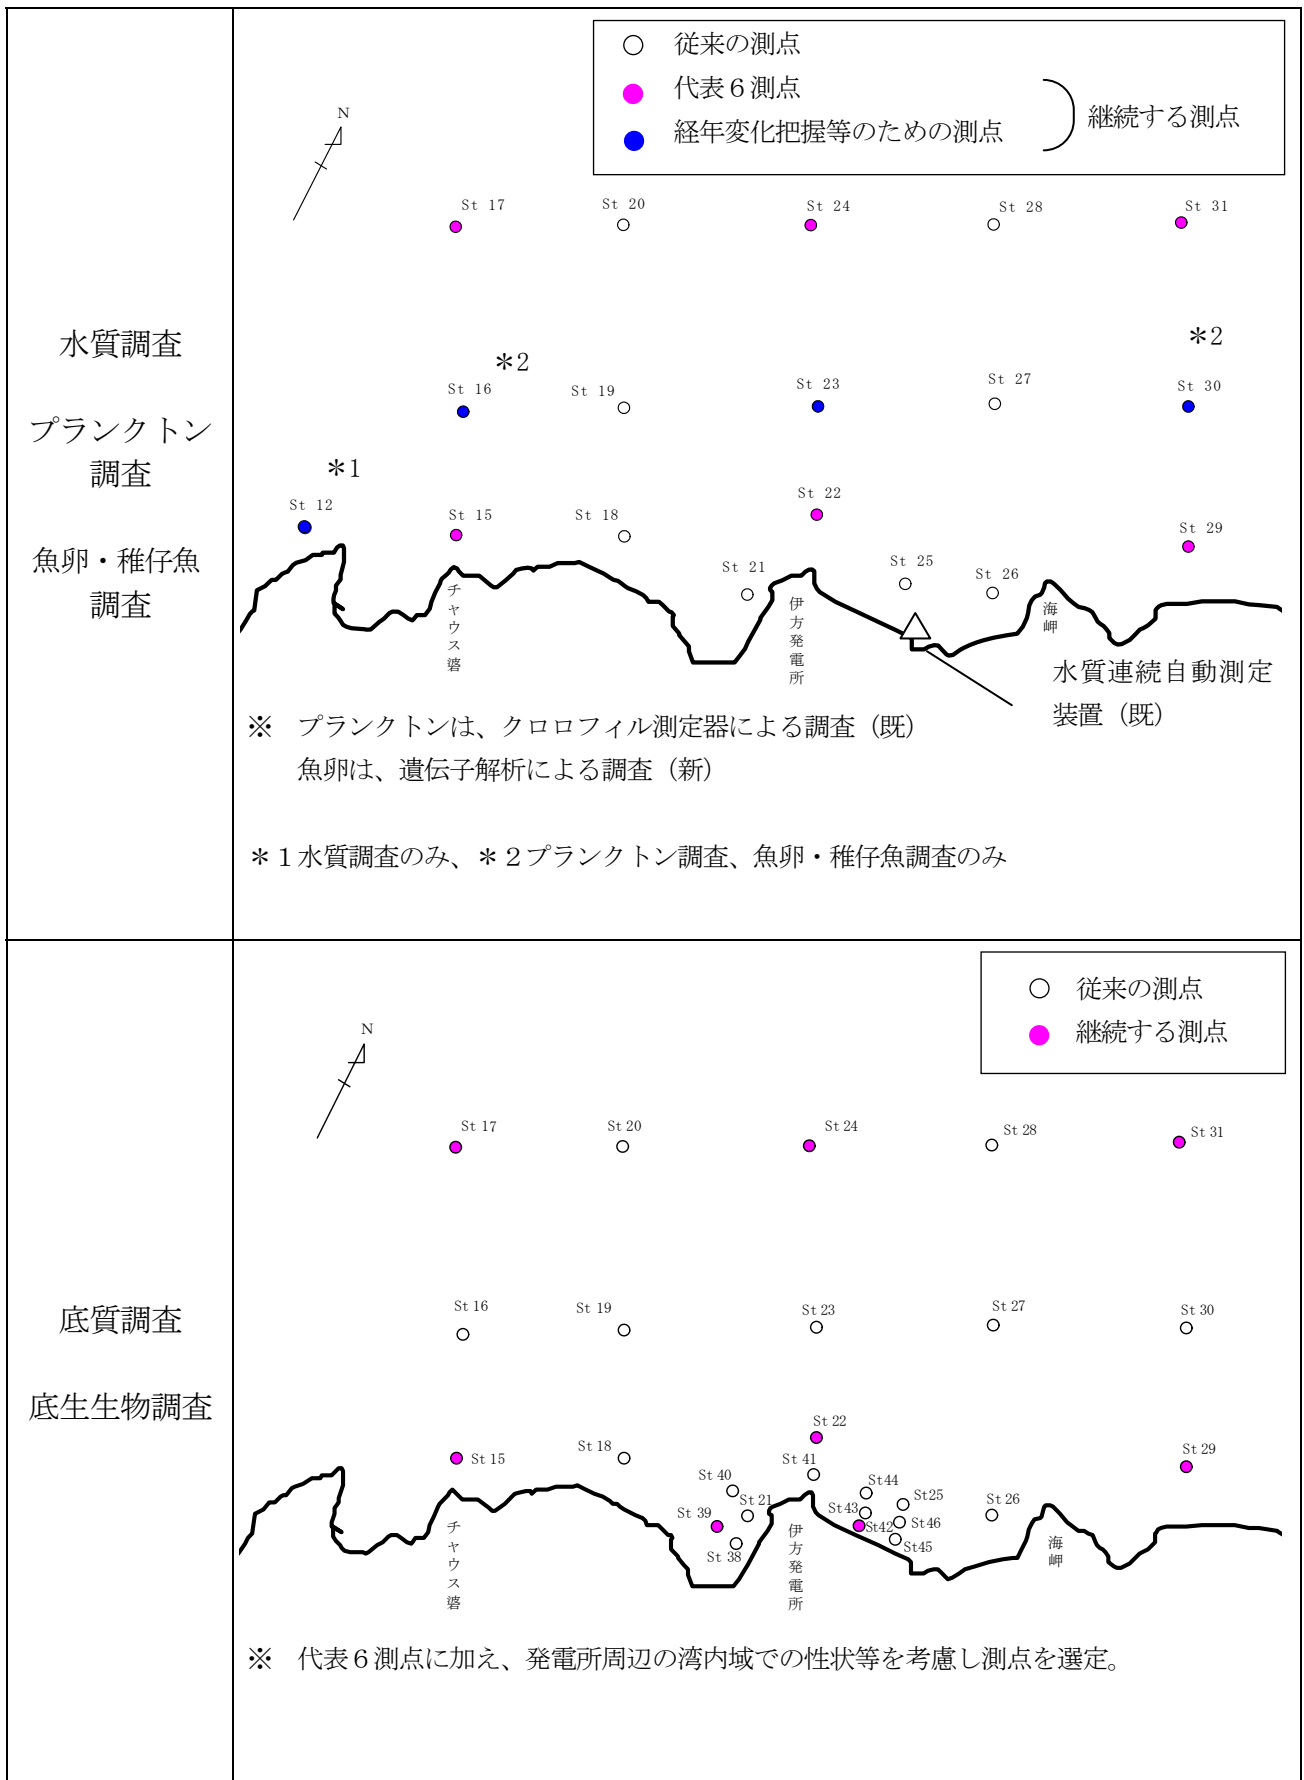 水質調査
プランクトン
調査
魚卵・稚仔魚
調査
従来の測点
代表6測点
経年変化把握等のための測点
継続する測点
N
St 17
St 20
St 24
St 28
St 31
*2
*2
St 16
St 19
St 23
St 27
St 30
*1
St 12
St 15
St 18
St 22
St 29
St 21
St 25
St 26
チャウス碆
伊方発電所
海岬
水質連続自動測定
装置(既)
※ プランクトンは、クロロフィル測定器による調査(既)
魚卵は、遺伝子解析による調査(新)
*1水質調査のみ、*2プランクトン調査、魚卵・稚仔魚調査のみ
底質調査
底生生物調査
従来の測点
継続する測点
N
St 17
St 20
St 24
St 28
St 31
St 16
St 19
St 23
St 27
St 30
St 15
St 18
St 22
St 41
St 29
St 40
St 21
St 39
St 38
St 44
St 25
St 43
St 42
St 46
St 45
St 26
チャウス碆
伊方発電所
海岬
※ 代表6測点に加え、発電所周辺の湾内域での性状等を考慮し測点を選定。